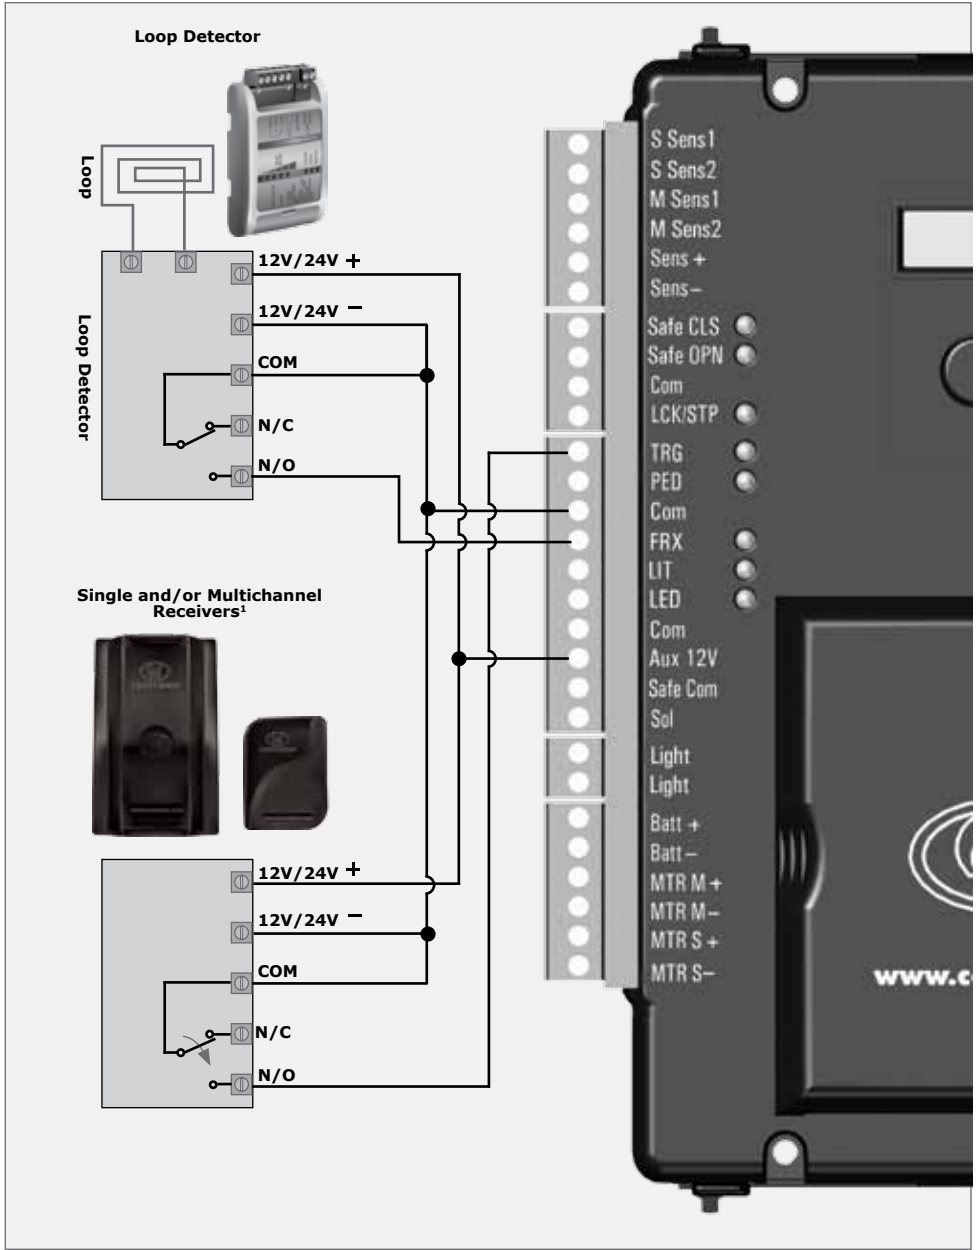 Loop Detector
Loop
12V/24V +
12V/24V −
COM
N/C
N/O
Loop Detector
Single and/or Multichannel
Receivers¹
12V/24V +
12V/24V −
COM
N/C
N/O
S Sens1
S Sens2
M Sens1
M Sens2
Sens +
Sens−
Safe CLS
Safe OPN
Com
LCK/STP
TRG
PED
Com
FRX
LIT
LED
Com
Aux 12V
Safe Com
Sol
Light
Light
Batt +
Batt−
MTR M +
MTR M−
MTR S +
MTR S−
www.c